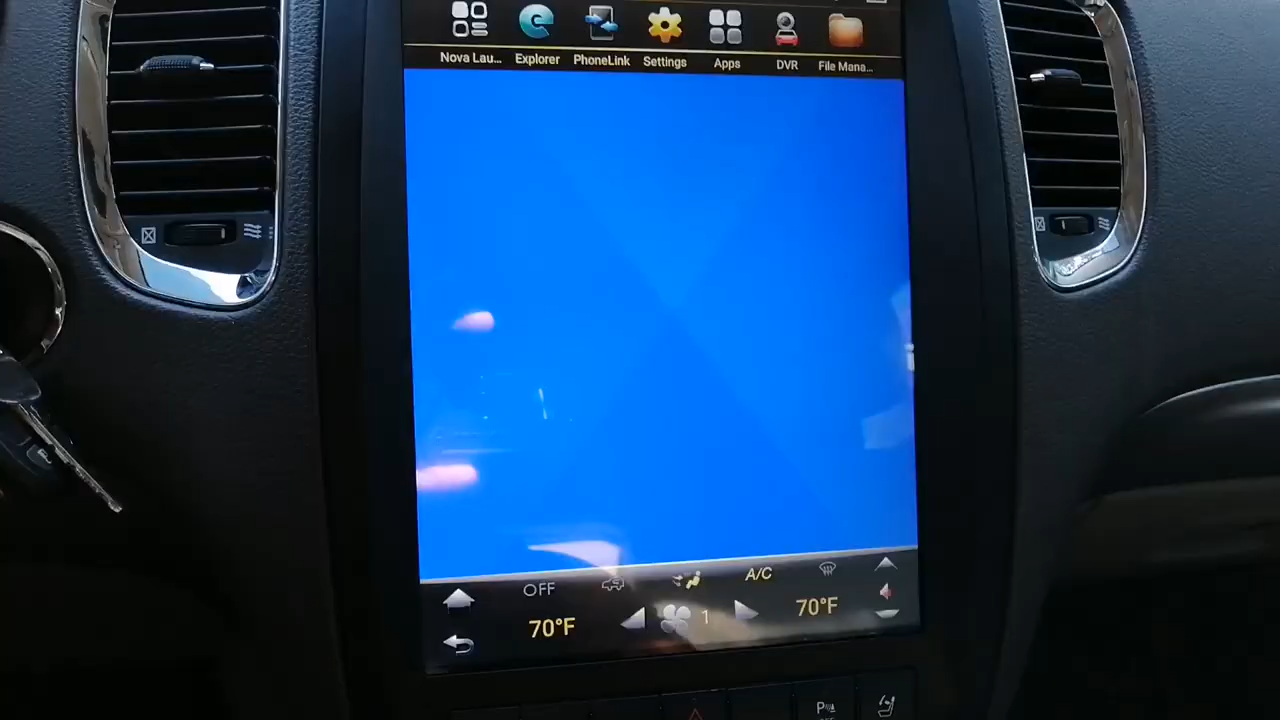 Nova Lau... Explorer PhoneLink Settings Apps DVR File Mana...
OFF A/C
70°F 1 70°F